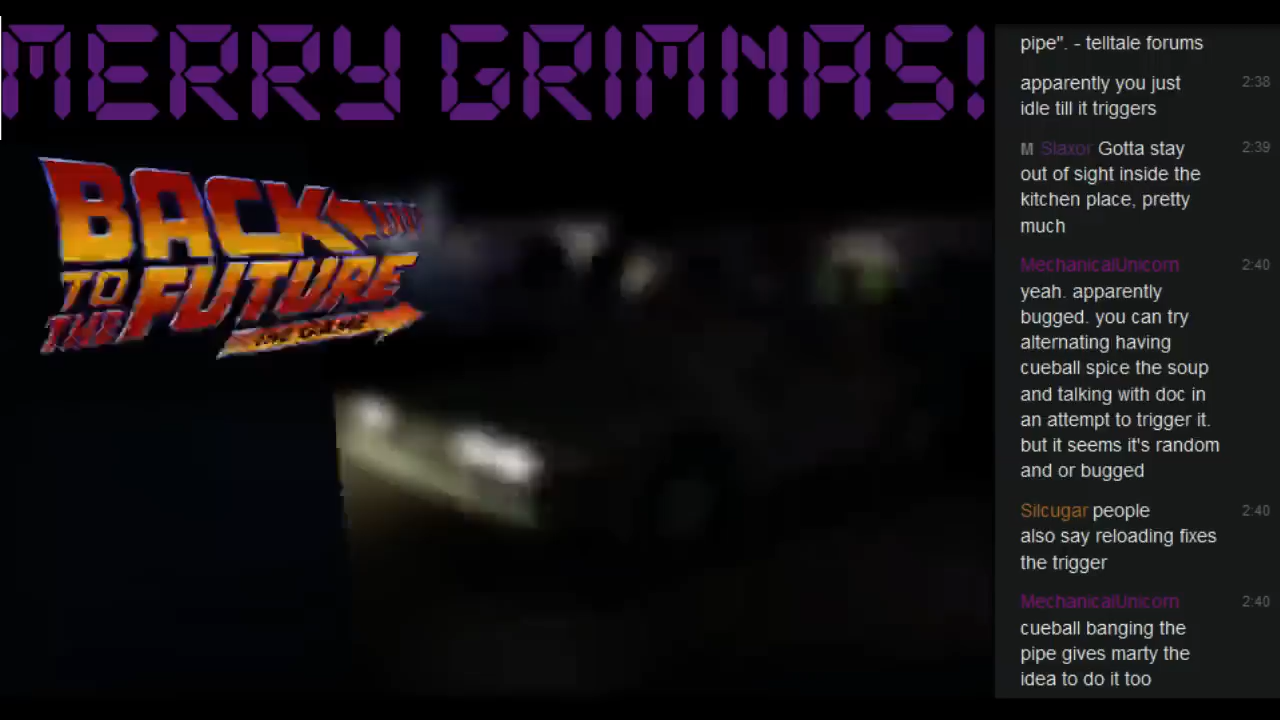 MERRY GRIMNAS!
BACK
TO THE FUTURE
THE GAME
pipe". - telltale forums
apparently you just 2:38
idle till it triggers
M Slaxor Gotta stay 2:39
out of sight inside the
kitchen place, pretty
much
MechanicalUnicorn 2:40
yeah. apparently
bugged. you can try
alternating having
cueball spice the soup
and talking with doc in
an attempt to trigger it.
but it seems it's random
and or bugged
Silcugar people 2:40
also say reloading fixes
the trigger
MechanicalUnicorn 2:40
cueball banging the
pipe gives marty the
idea to do it too